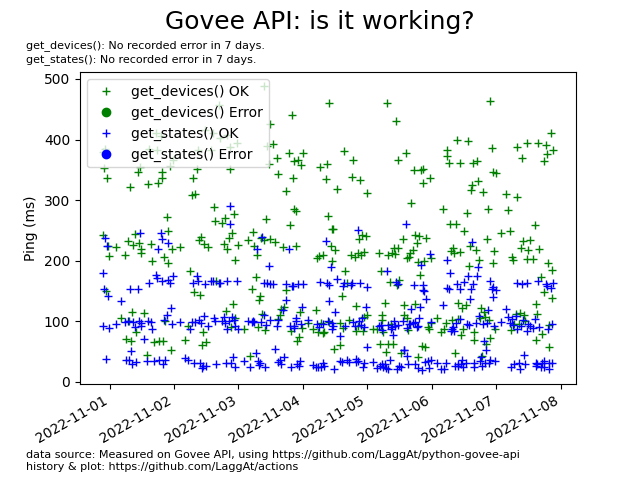 Govee API: is it working?
get_devices(): No recorded error in 7 days.
get_states(): No recorded error in 7 days.
500
400
300
200
100
0
Ping (ms)
get_devices() OK
get_devices() Error
get_states() OK
get_states() Error
2022-11-01
2022-11-02
2022-11-03
2022-11-04
2022-11-05
2022-11-06
2022-11-07
2022-11-08
data source: Measured on Govee API, using https://github.com/LaggAt/python-govee-api
history & plot: https://github.com/LaggAt/actions